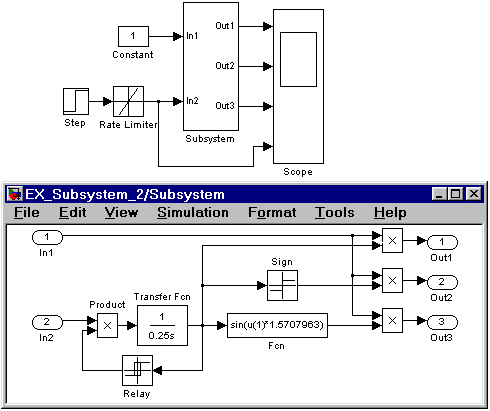 1
Constant
Step
Rate Limiter
In1
In2
Out1
Out2
Out3
Subsystem
Scope
EX_Subsystem_2/Subsystem
File Edit View Simulation Format Tools Help
1
In1
2
In2
Product
×
Transfer Fcn
1
0.25s
Relay
Sign
sin(u(1)*1.5707963)
Fcn
×
1
Out1
×
2
Out2
×
3
Out3